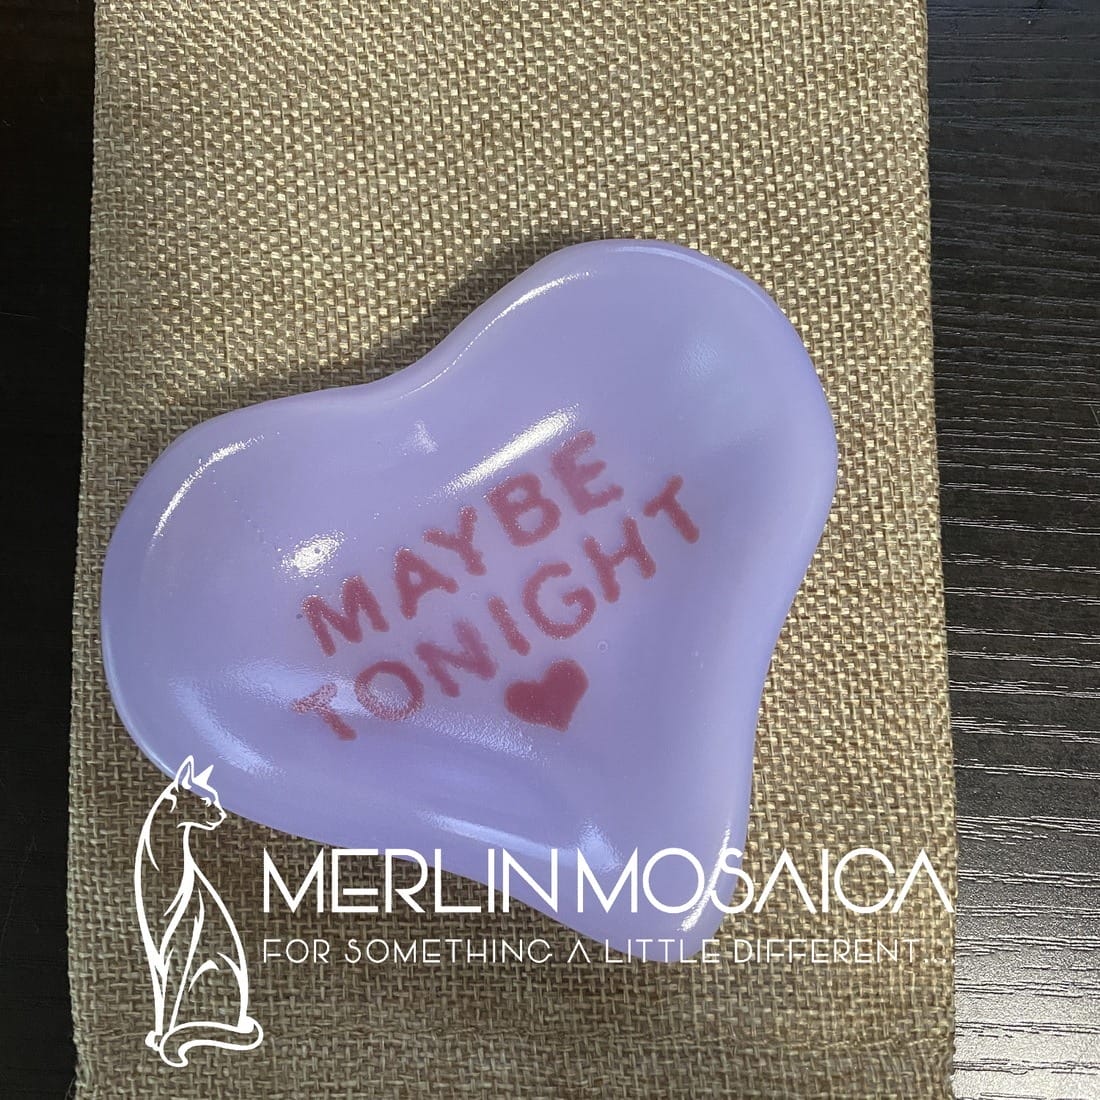 MAYBE
TONIGHT
MERLIN MOSAICA
FOR SOMETHING A LITTLE DIFFERENT...